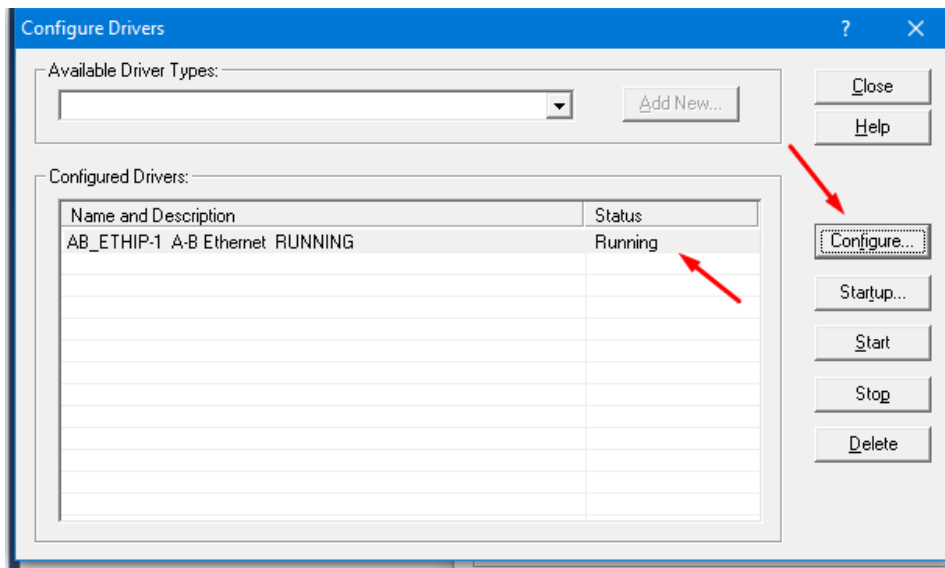 Configure Drivers ?
Available Driver Types:
Add New...
Close
Help
Configured Drivers:
Name and Description Status
AB_ETHIP-1 A-B Ethernet RUNNING Running
Configure...
Startup...
Start
Stop
Delete